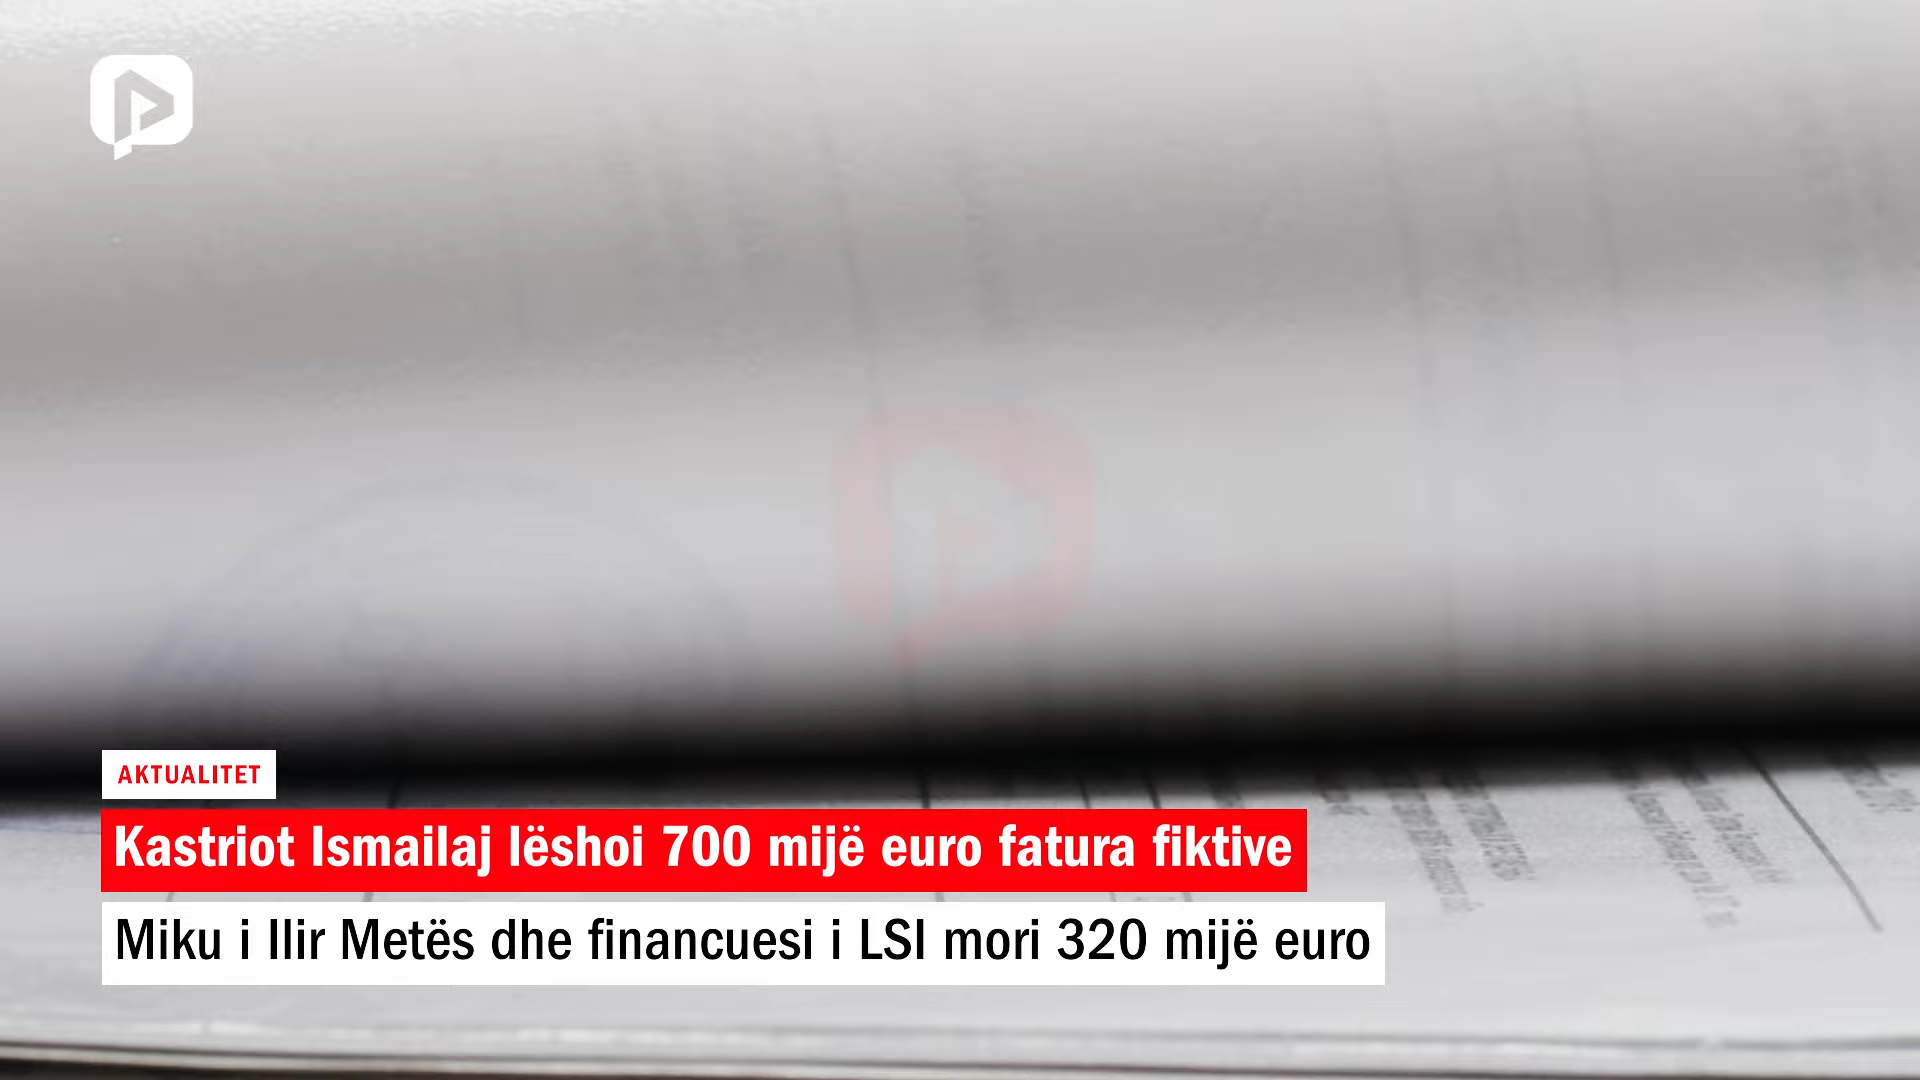 AKTUALITET
Kastriot Ismailaj lëshoi 700 mijë euro fatura fiktive
Miku i Ilir Metës dhe financuesi i LSI mori 320 mijë euro